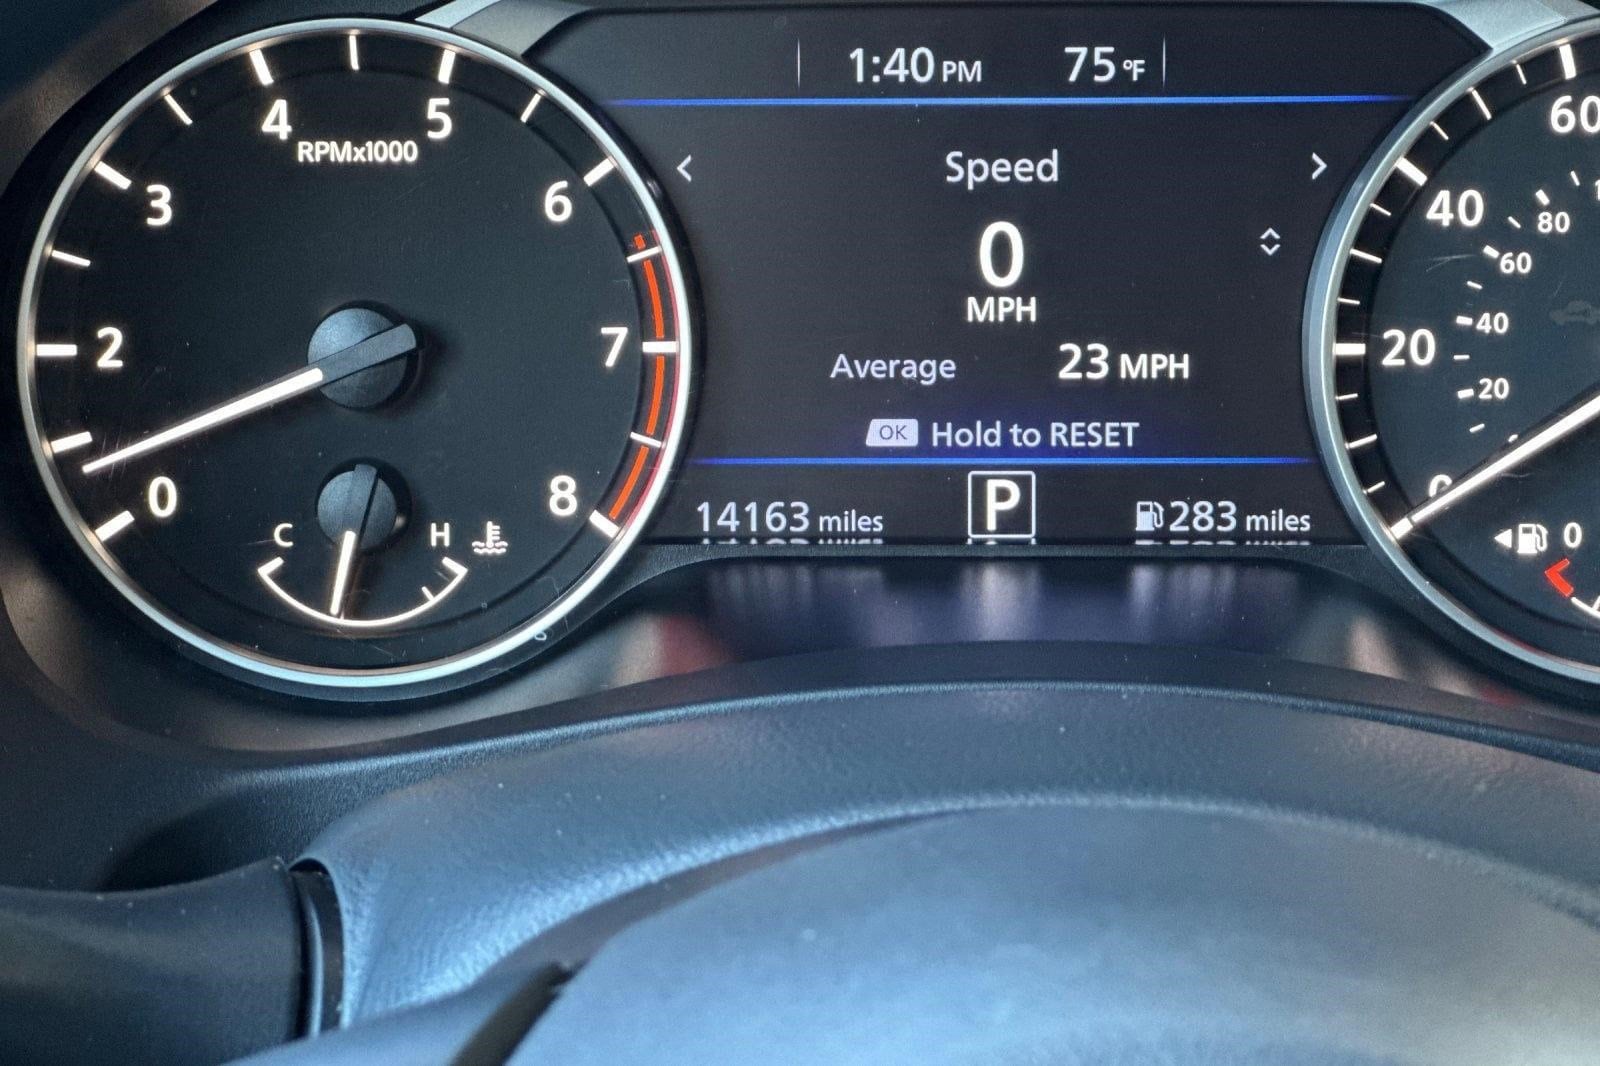 1:40 PM 75°F
Speed
0
MPH
Average 23 MPH
OK Hold to RESET
14163 miles P 283 miles
0
2
3
4
5
6
7
8
RPMx1000
C H
0
20
40
60
20
40
60
80
0